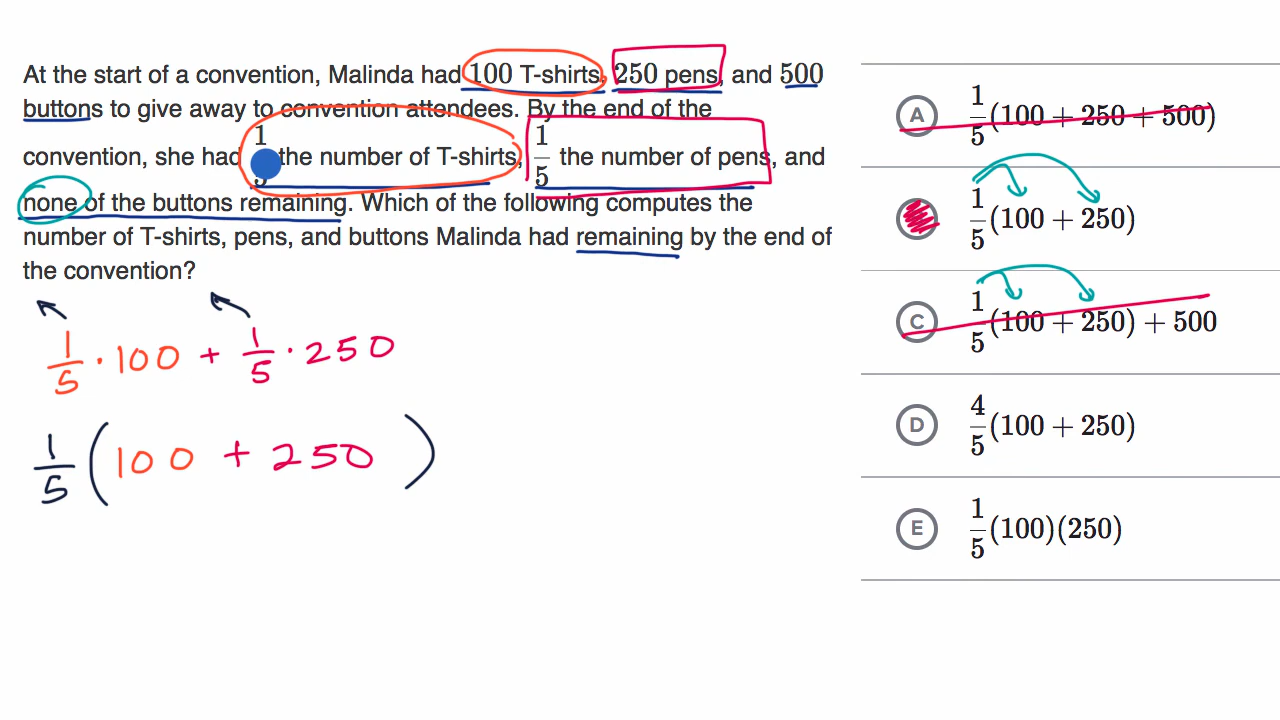 At the start of a convention, Malinda had 100 T-shirts, 250 pens, and 500
buttons to give away to convention attendees. By the end of the
convention, she had 1/5 the number of T-shirts, 1/5 the number of pens, and
none of the buttons remaining. Which of the following computes the
number of T-shirts, pens, and buttons Malinda had remaining by the end of
the convention?
1/5 · 100 + 1/5 · 250
1/5 (100 + 250)
A 1/5(100 + 250 + 500)
1/5(100 + 250)
C 1/5(100 + 250) + 500
D 4/5(100 + 250)
E 1/5(100)(250)